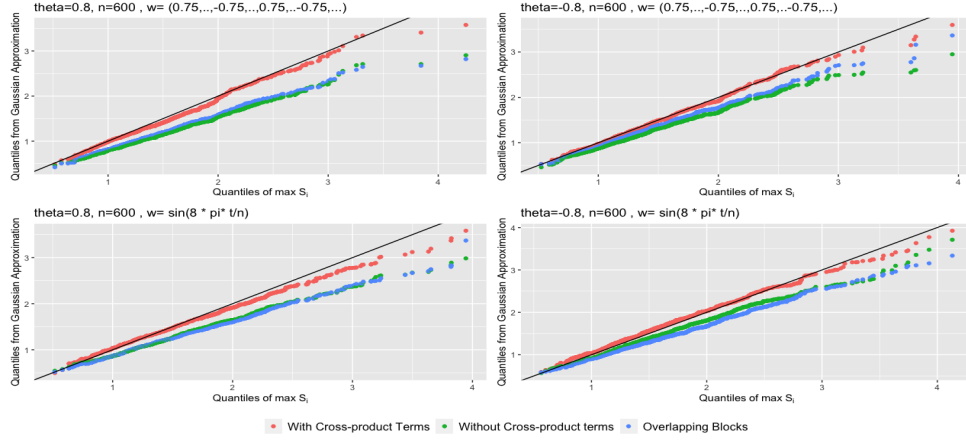 theta=0.8, n=600 , w= (0.75,..,-0.75,..,0.75,..-0.75,...)
Quantiles from Gaussian Approximation
3
2
1
1
2
3
4
Quantiles of max Sᵢ
theta=-0.8, n=600 , w= (0.75,..,-0.75,..,0.75,..-0.75,...)
Quantiles from Gaussian Approximation
3
2
1
1
2
3
4
Quantiles of max Sᵢ
theta=0.8, n=600 , w= sin(8 * pi* t/n)
Quantiles from Gaussian Approximation
3
2
1
1
2
3
4
Quantiles of max Sᵢ
theta=-0.8, n=600 , w= sin(8 * pi* t/n)
Quantiles from Gaussian Approximation
4
3
2
1
1
2
3
4
Quantiles of max Sᵢ
With Cross-product Terms
Without Cross-product terms
Overlapping Blocks